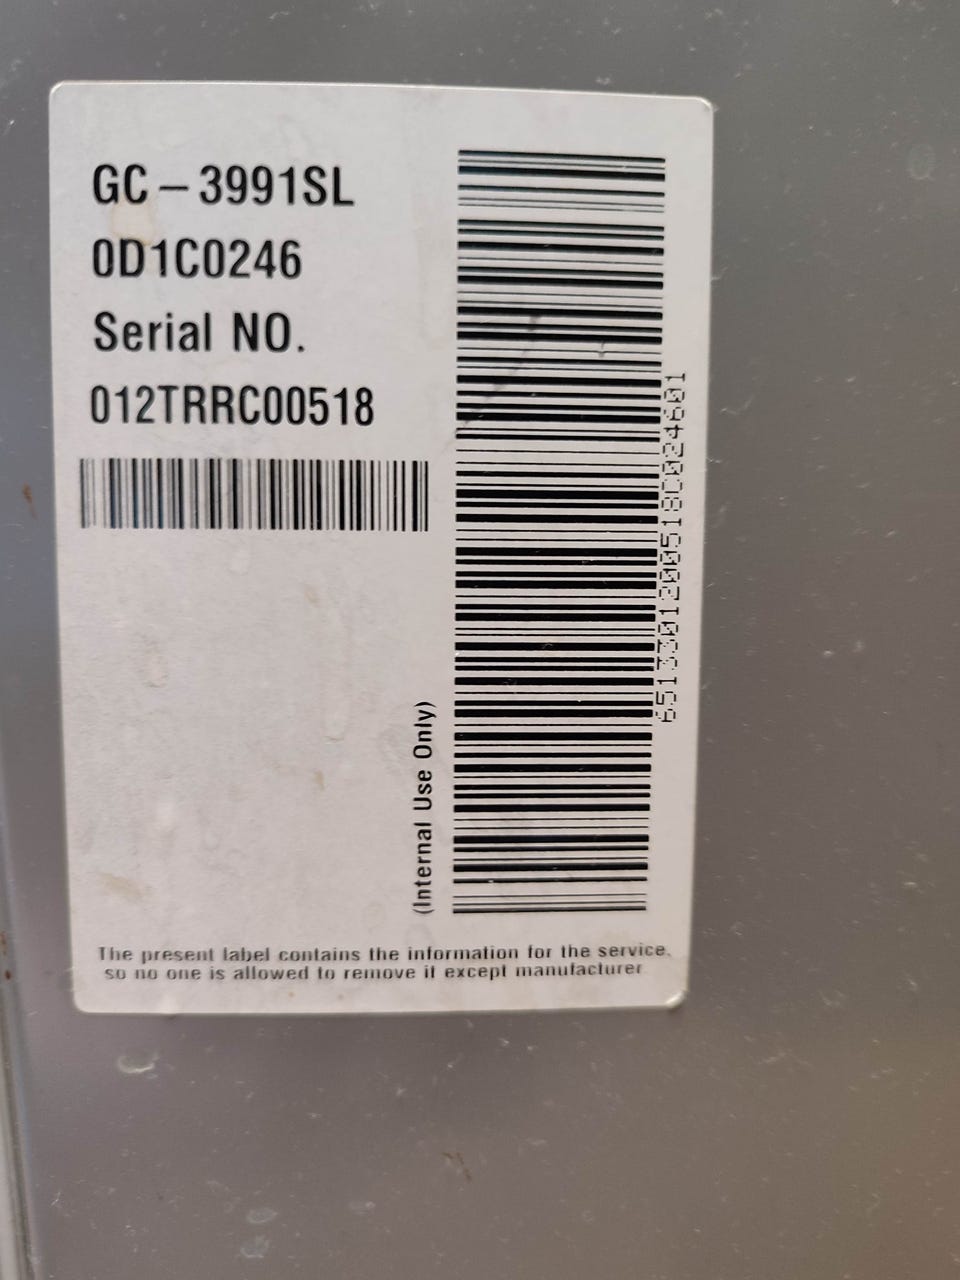 GC-3991SL
0D1C0246
Serial NO.
012TRRC00518
6513301200518C024601
(Internal Use Only)
The present label contains the information for the service.
so no one is allowed to remove it except manufacturer